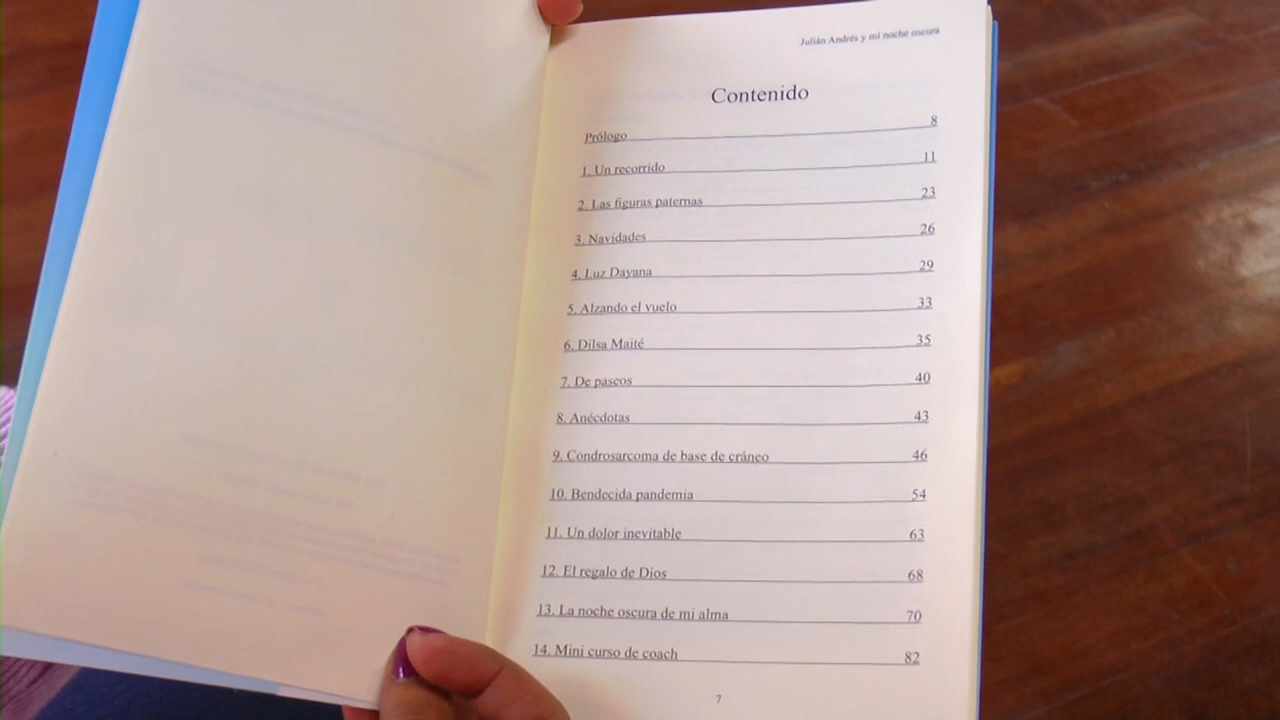 Julián Andrés y mi noche oscura
Contenido
Prólogo 8
1. Un recorrido 11
2. Las figuras paternas 23
3. Navidades 26
4. Luz Dayana 29
5. Alzando el vuelo 33
6. Dilsa Maité 35
7. De paseos 40
8. Anécdotas 43
9. Condrosarcoma de base de cráneo 46
10. Bendecida pandemia 54
11. Un dolor inevitable 63
12. El regalo de Dios 68
13. La noche oscura de mi alma 70
14. Mini curso de coach 82
7